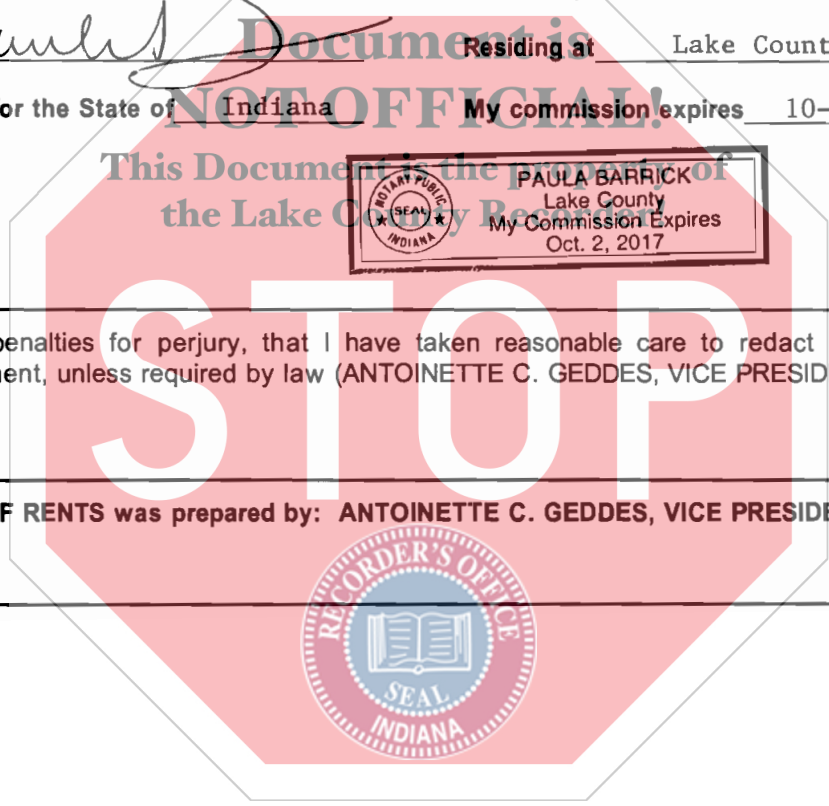 Document is
Residing at Lake Count
or the State of Indiana
NOT OFFICIAL!
My commission expires 10-
This Document is the property of
the Lake County Recorder!
PAULA BARRICK
Lake County
My Commission Expires
Oct. 2, 2017
NOTARY PUBLIC
SEAL
INDIANA
STOP
penalties for perjury, that I have taken reasonable care to redact
ent, unless required by law (ANTOINETTE C. GEDDES, VICE PRESID
F RENTS was prepared by: ANTOINETTE C. GEDDES, VICE PRESIDE
RECORDER'S OFFICE
SEAL
INDIANA